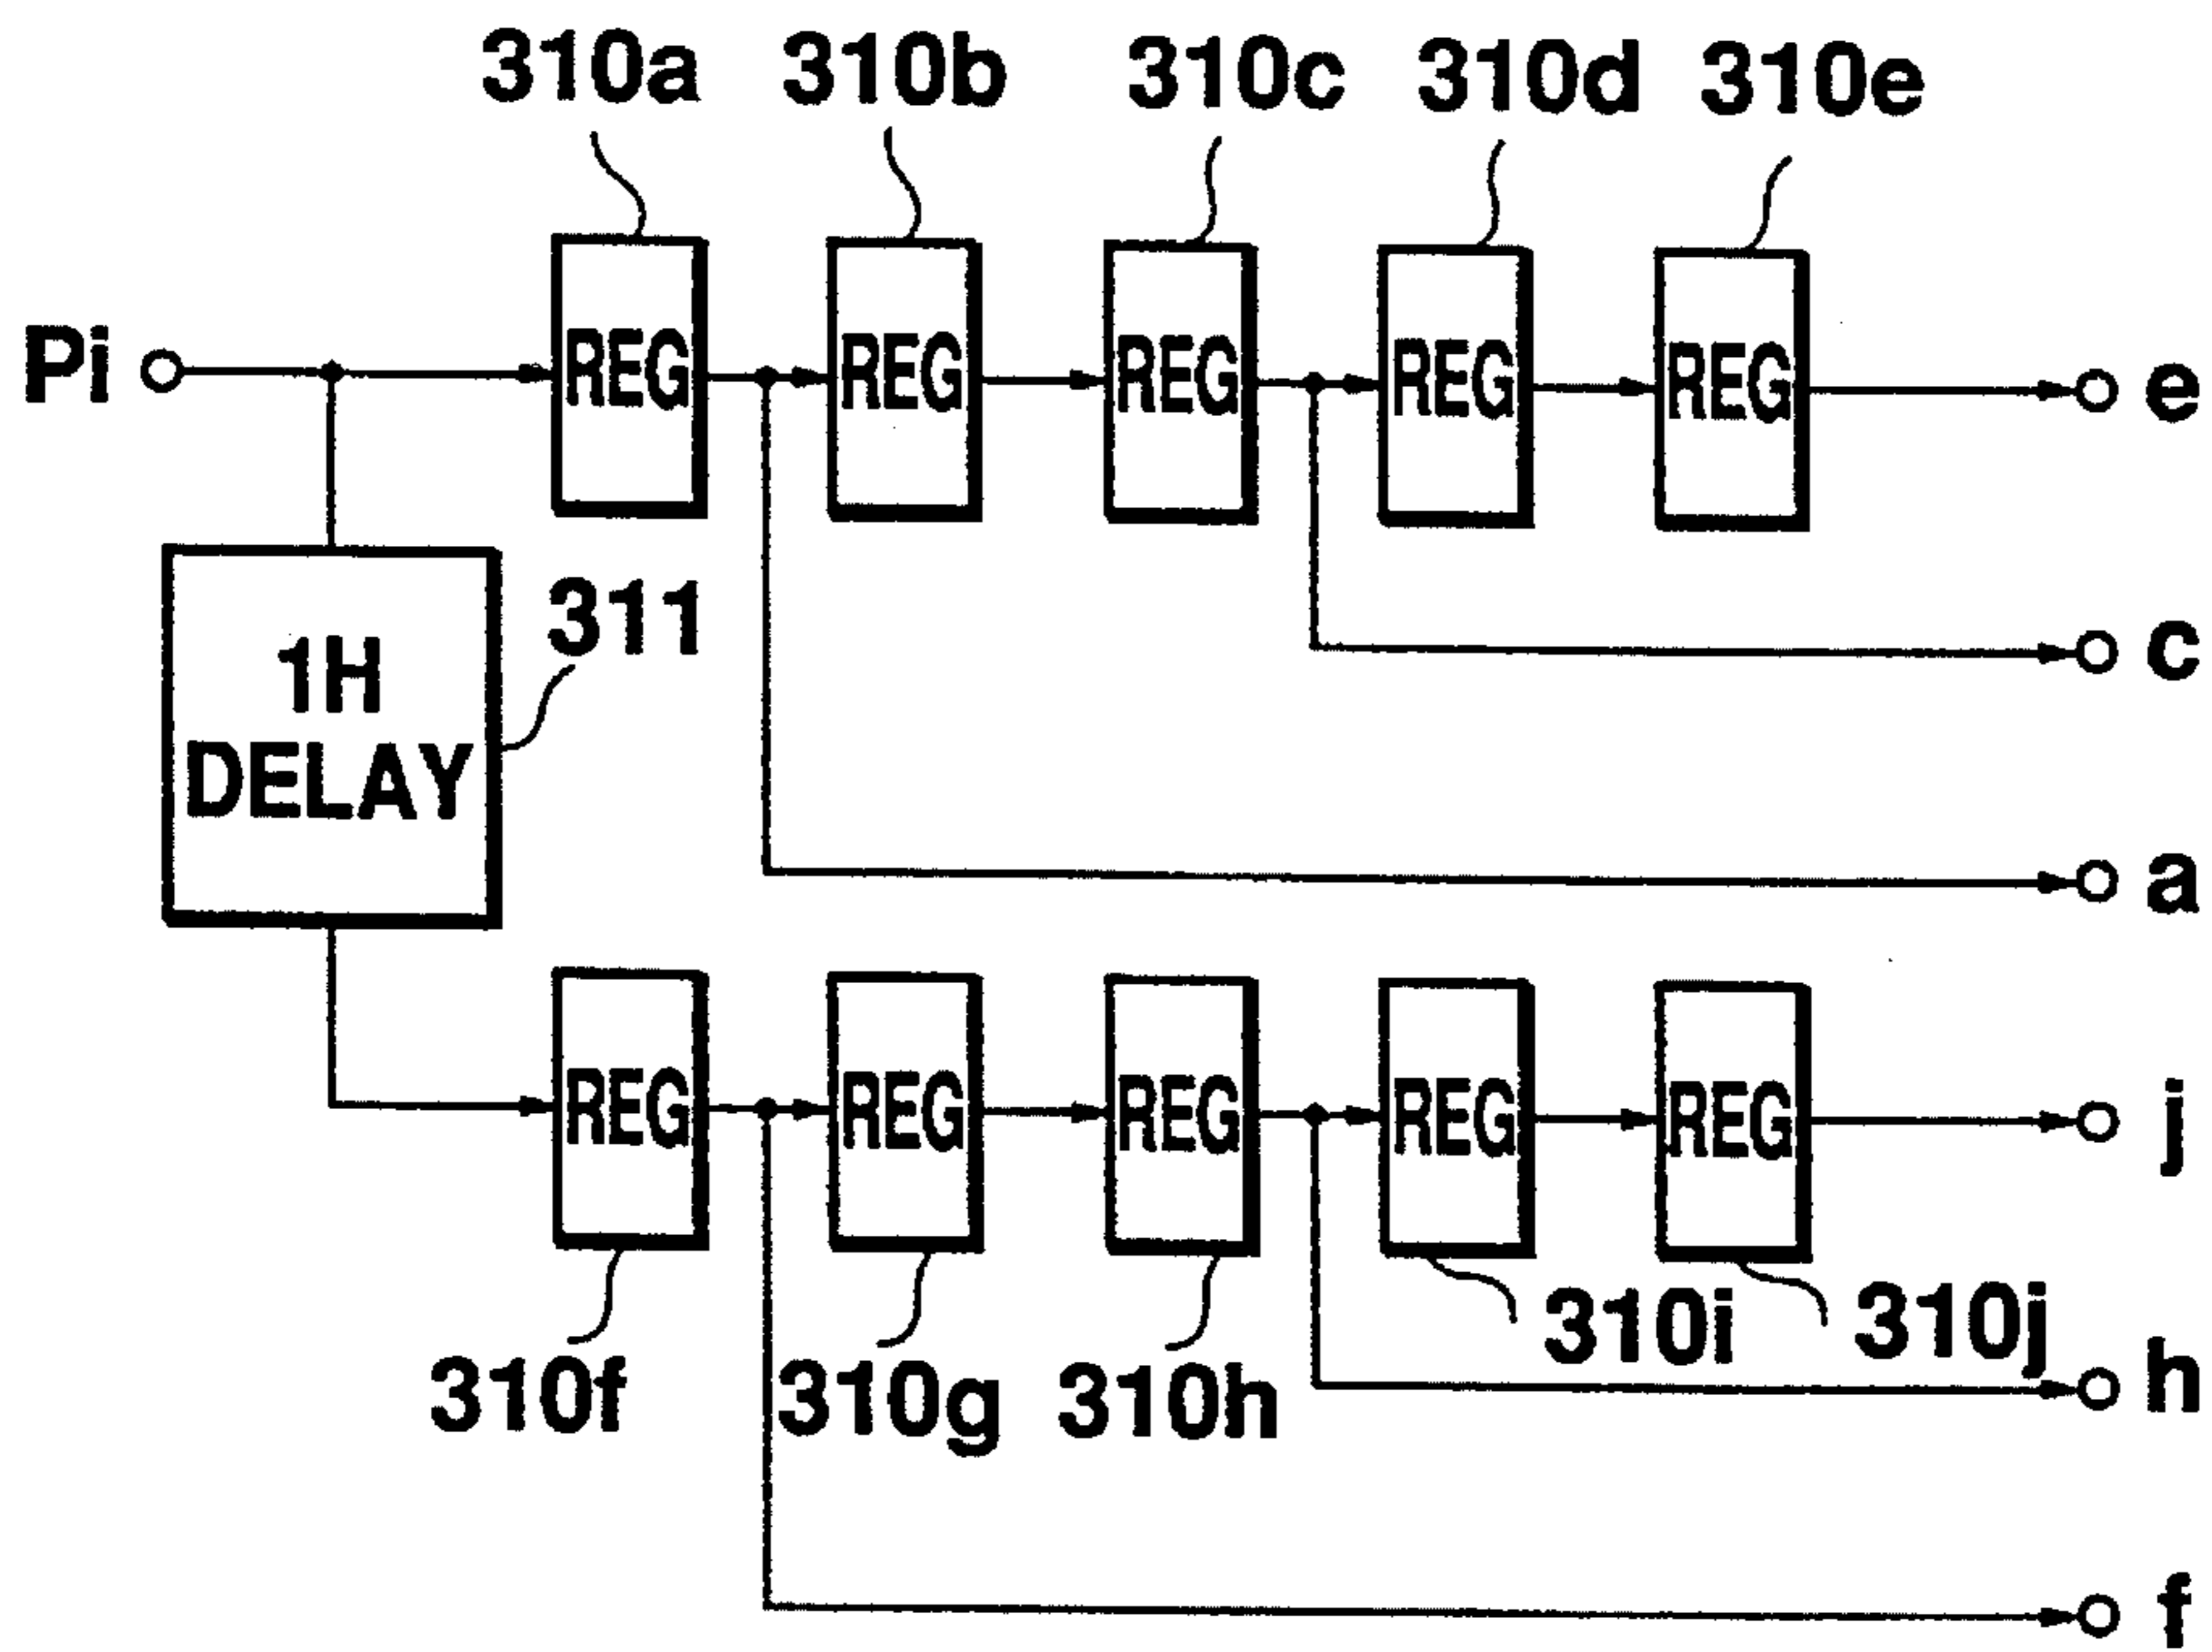 310a 310b 310c 310d 310e
Pi REG REG REG REG REG e
311
c
1H
DELAY
a
REG REG REG REG REG j
310i 310j
310f 310g 310h h
f